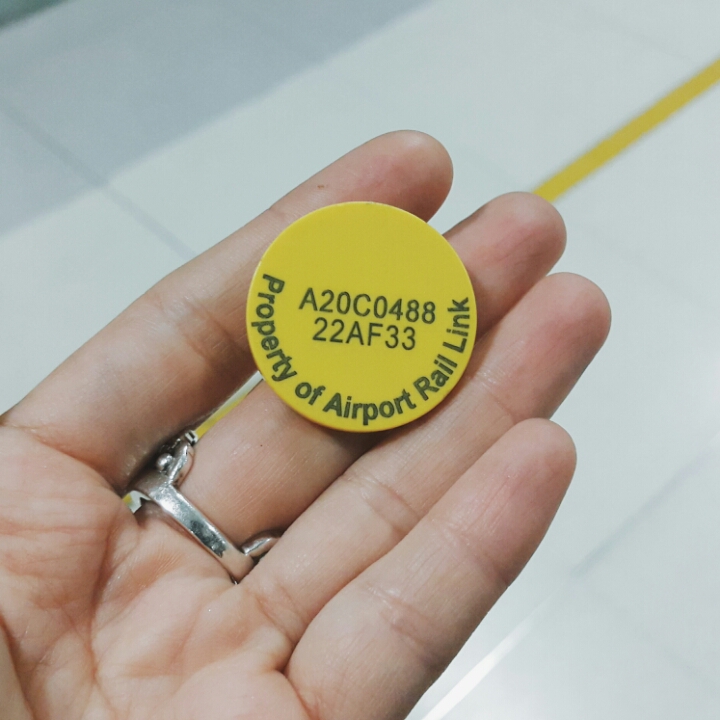 A20C0488
22AF33
Property of Airport Rail Link